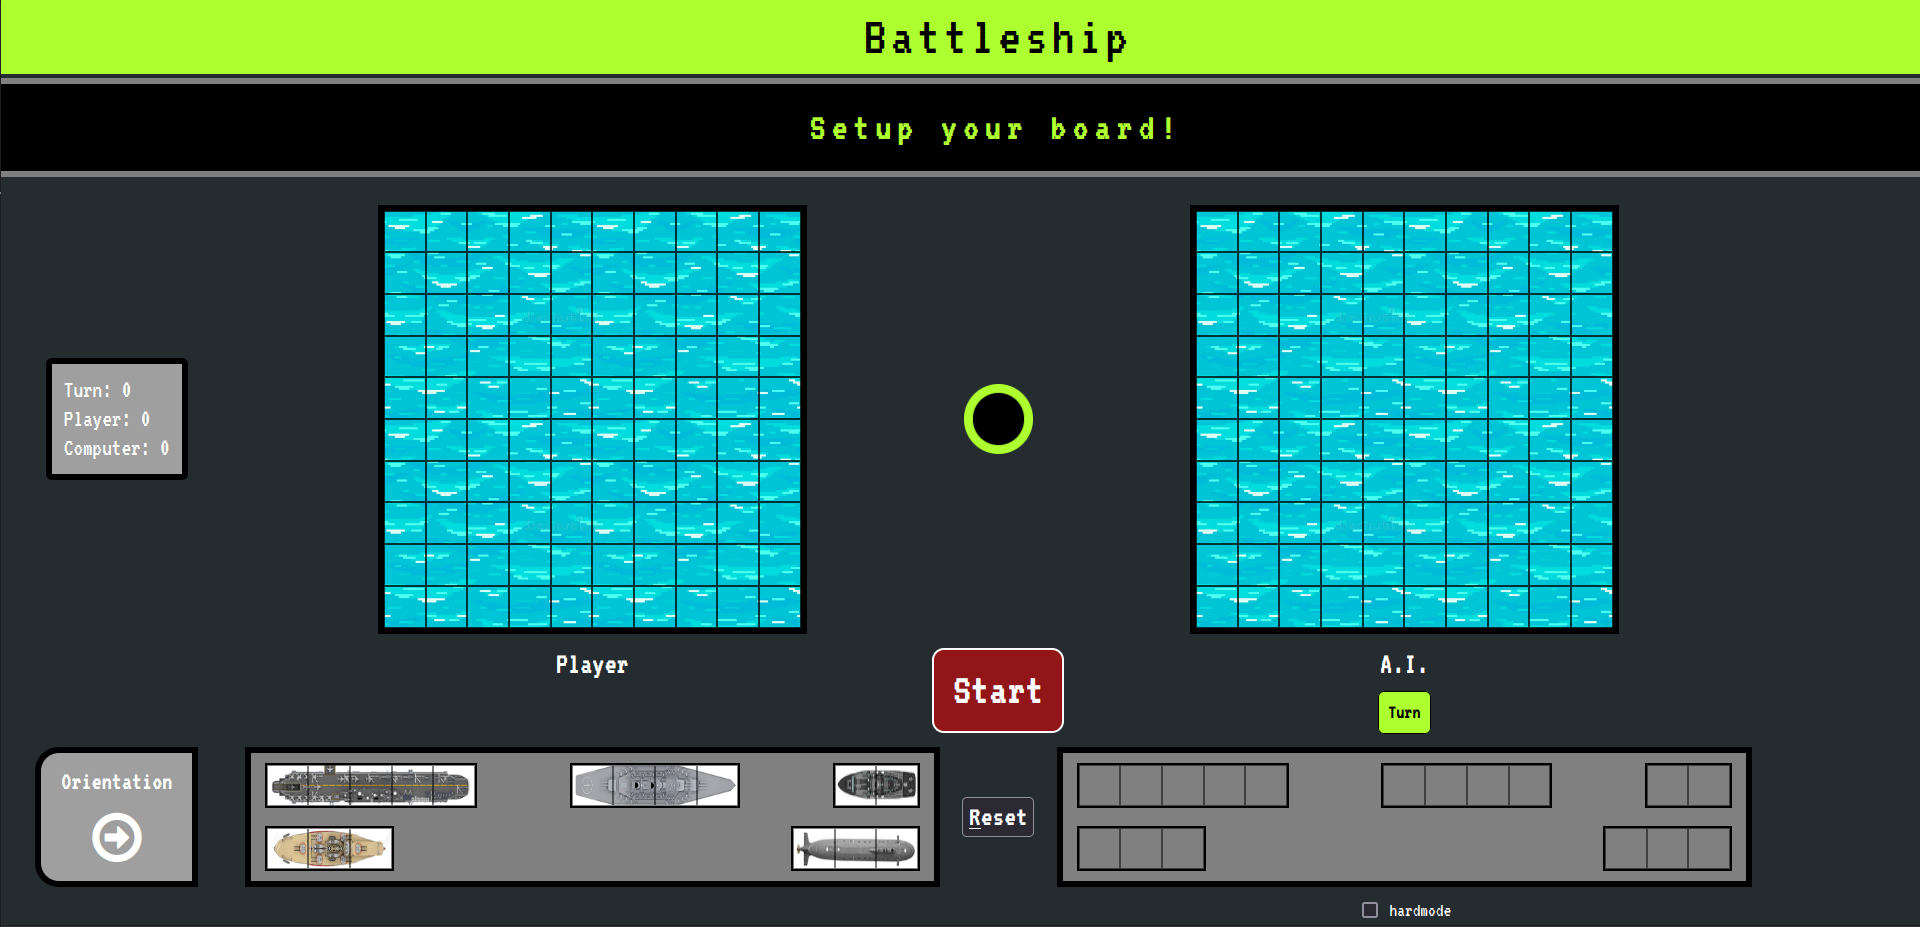 Battleship
Setup your board!
Turn: 0
Player: 0
Computer: 0
Player
A.I.
Start
Turn
Orientation
Reset
hardmode